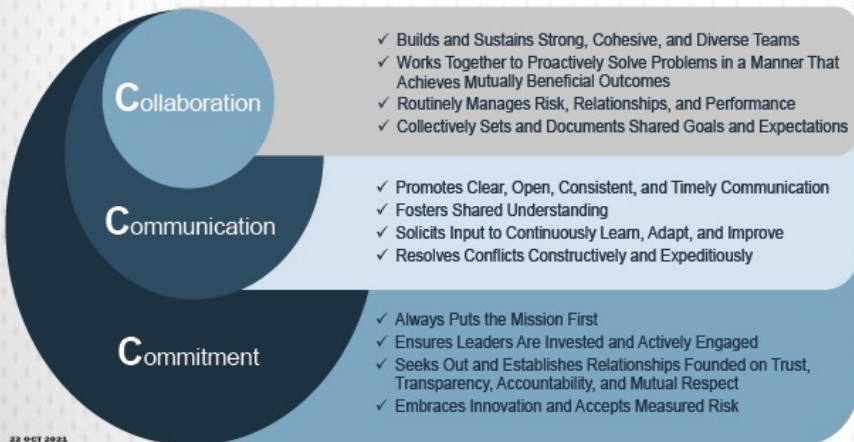 Collaboration
✓ Builds and Sustains Strong, Cohesive, and Diverse Teams
✓ Works Together to Proactively Solve Problems in a Manner That
Achieves Mutually Beneficial Outcomes
✓ Routinely Manages Risk, Relationships, and Performance
✓ Collectively Sets and Documents Shared Goals and Expectations
Communication
✓ Promotes Clear, Open, Consistent, and Timely Communication
✓ Fosters Shared Understanding
✓ Solicits Input to Continuously Learn, Adapt, and Improve
✓ Resolves Conflicts Constructively and Expeditiously
Commitment
✓ Always Puts the Mission First
✓ Ensures Leaders Are Invested and Actively Engaged
✓ Seeks Out and Establishes Relationships Founded on Trust,
Transparency, Accountability, and Mutual Respect
✓ Embraces Innovation and Accepts Measured Risk
22 OCT 2021